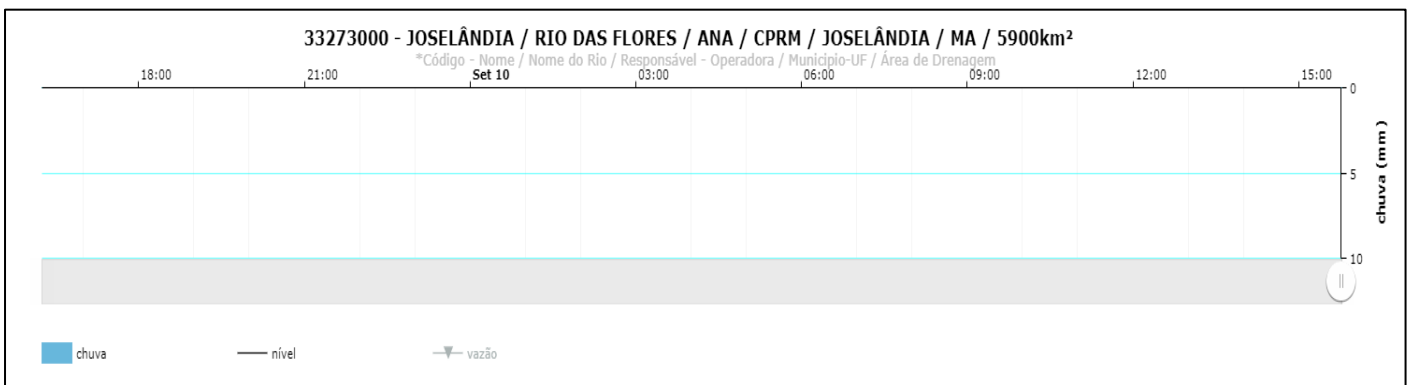 33273000 - JOSELÂNDIA / RIO DAS FLORES / ANA / CPRM / JOSELÂNDIA / MA / 5900km²
*Código - Nome / Nome do Rio / Responsável - Operadora / Municipio-UF / Área de Drenagem
18:00 21:00 Set 10 03:00 06:00 09:00 12:00 15:00
0
5
10
chuva (mm )
chuva nível vazão